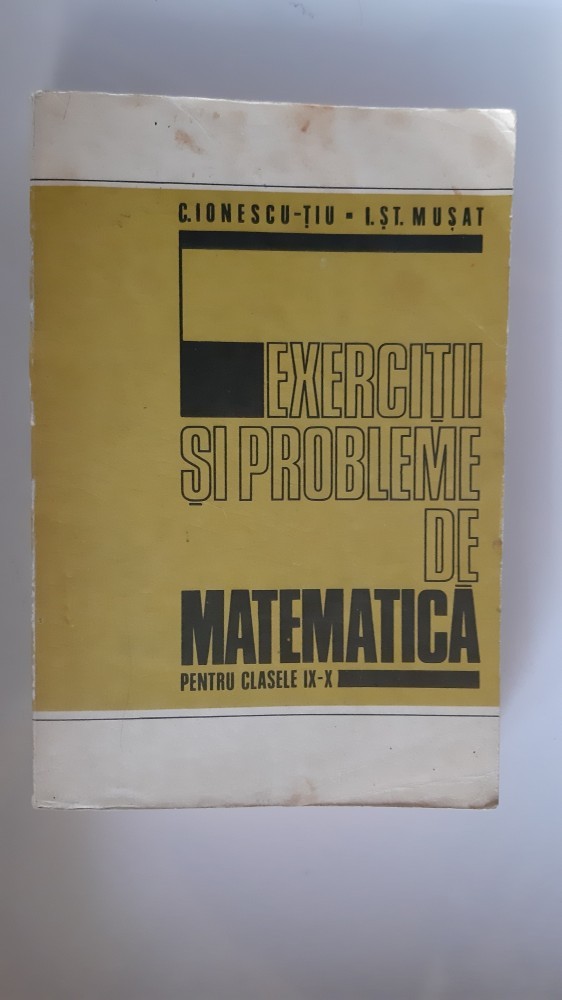 C.IONESCU-ȚIU ▪ I.ȘT. MUȘAT
EXERCIȚII
ȘI PROBLEME
DE
MATEMATICĂ
PENTRU CLASELE IX-X